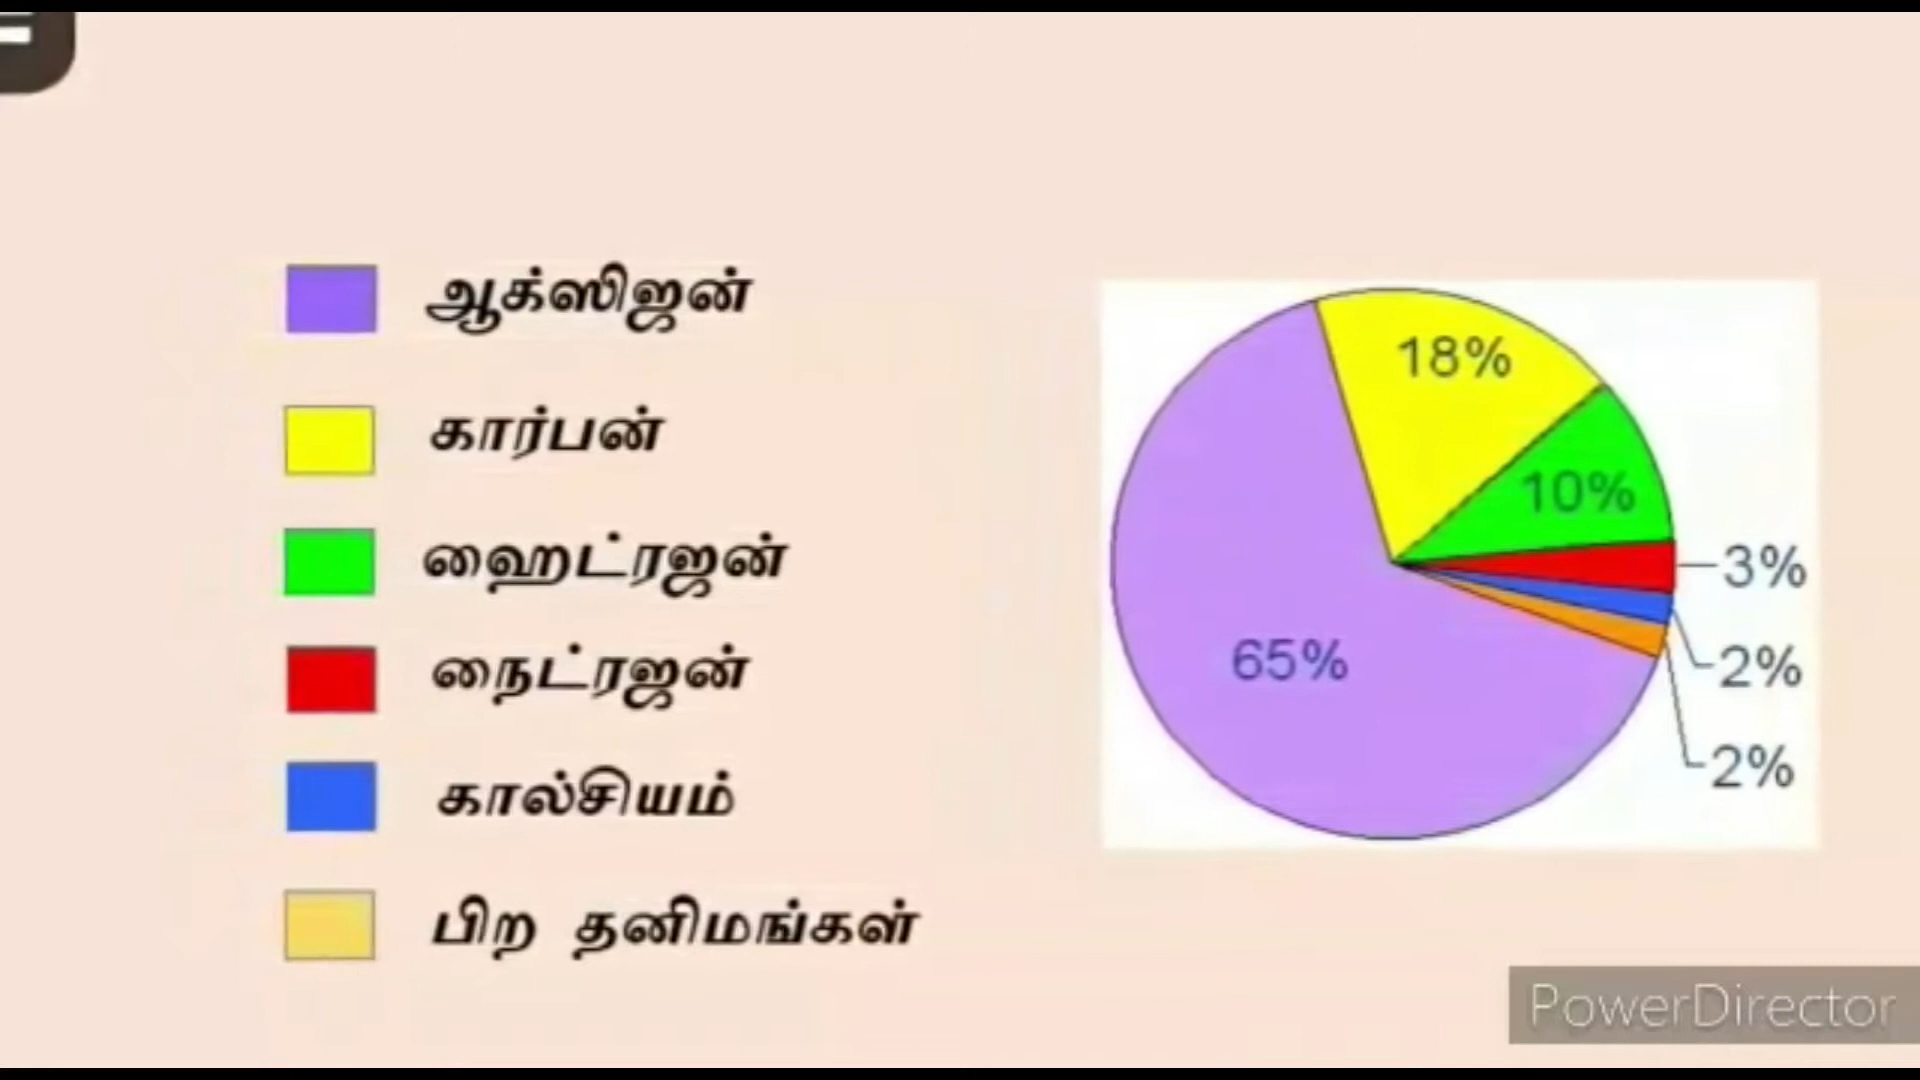 ஆக்ஸிஜன்
கார்பன்
ஹைட்ரஜன்
நைட்ரஜன்
கால்சியம்
பிற தனிமங்கள்
18%
10%
3%
65%
2%
2%
PowerDirector